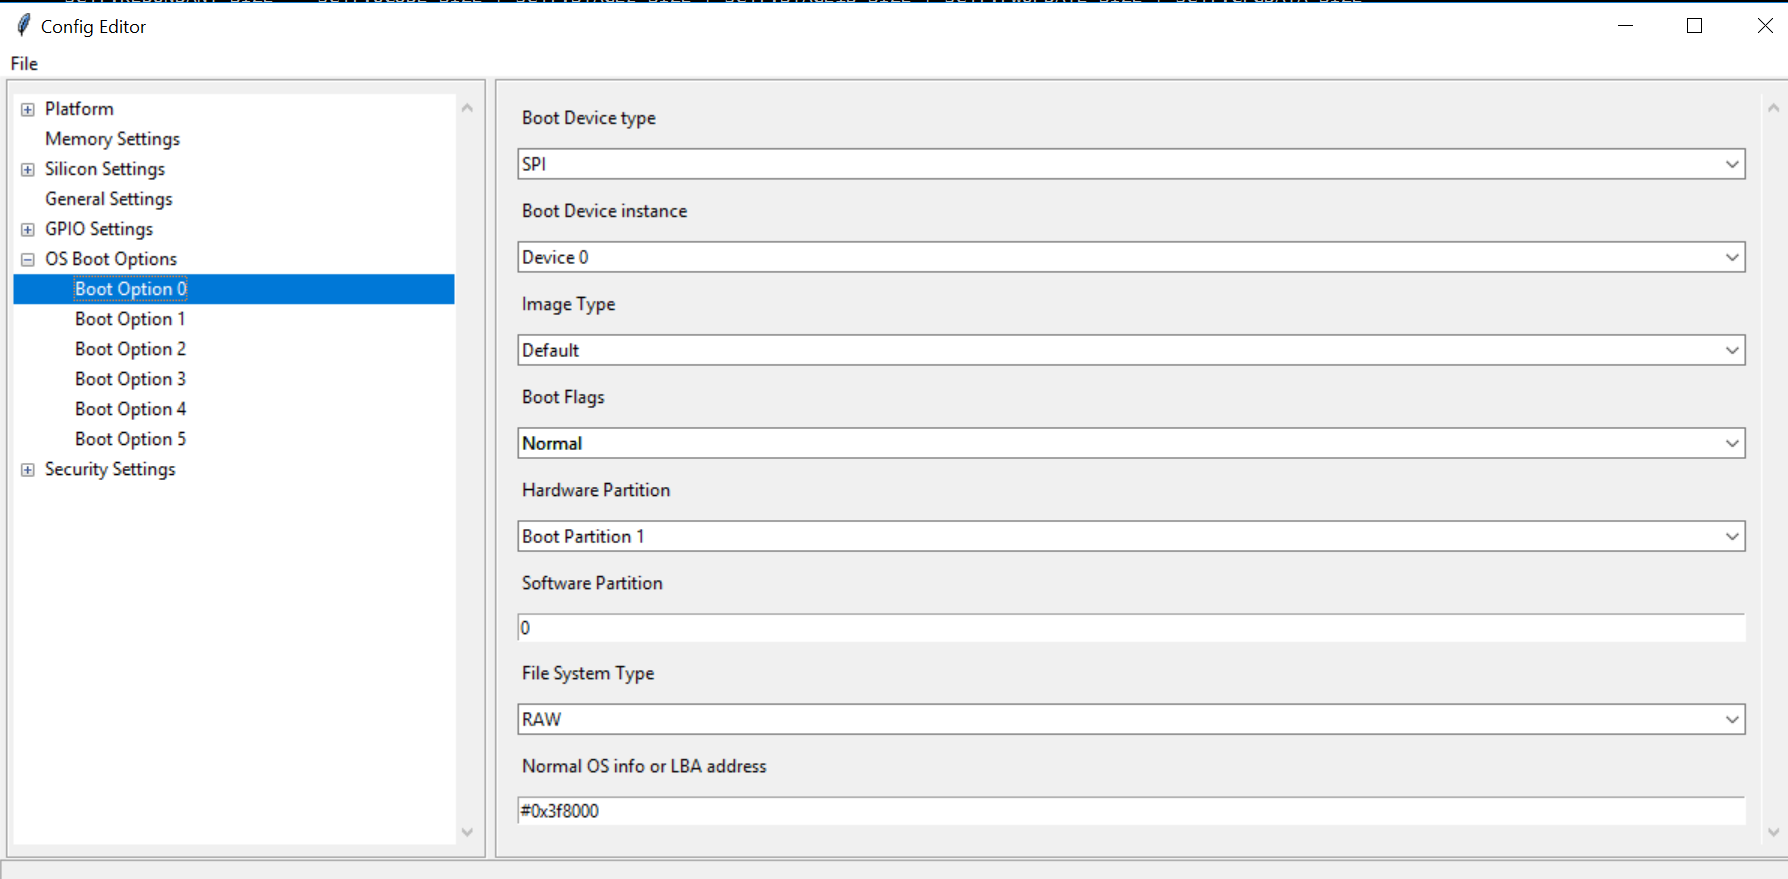 Config Editor
File
Platform
Memory Settings
Silicon Settings
General Settings
GPIO Settings
OS Boot Options
Boot Option 0
Boot Option 1
Boot Option 2
Boot Option 3
Boot Option 4
Boot Option 5
Security Settings
Boot Device type
SPI
Boot Device instance
Device 0
Image Type
Default
Boot Flags
Normal
Hardware Partition
Boot Partition 1
Software Partition
0
File System Type
RAW
Normal OS info or LBA address
#0x3f8000